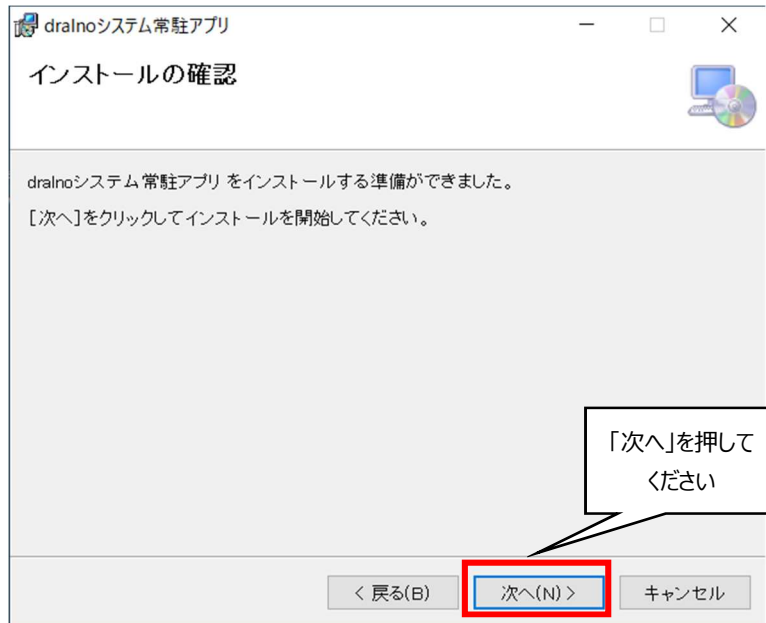 dralnoシステム常駐アプリ
インストールの確認
dralnoシステム常駐アプリ をインストールする準備ができました。
[次へ]をクリックしてインストールを開始してください。
「次へ」を押して
ください
< 戻る(B)
次へ(N) >
キャンセル